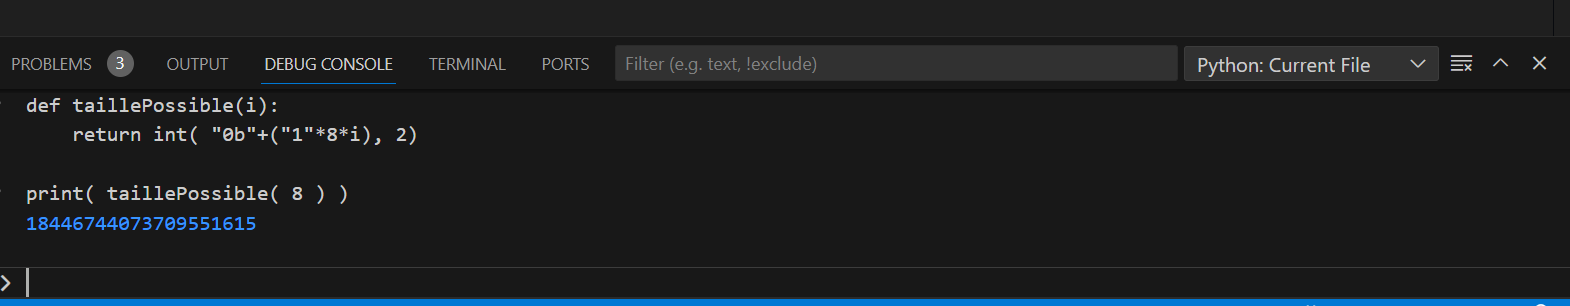 PROBLEMS 3 OUTPUT DEBUG CONSOLE TERMINAL PORTS Filter (e.g. text, !exclude) Python: Current File
def taillePossible(i):
    return int( "0b"+("1"*8*i), 2)
print( taillePossible( 8 ) )
18446744073709551615